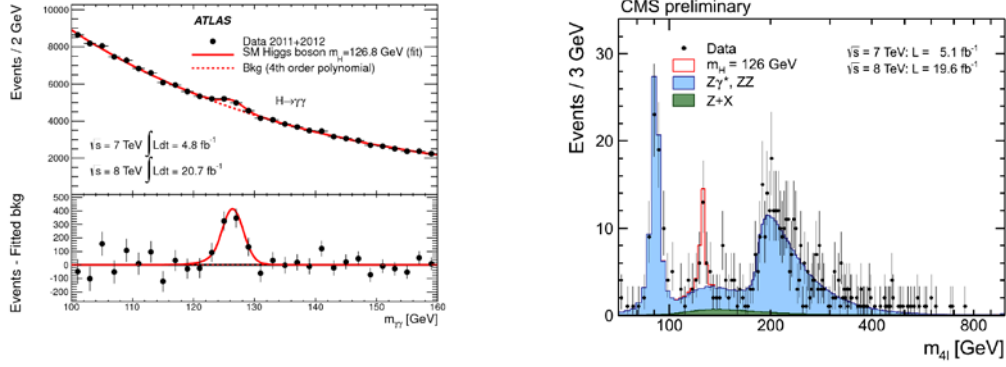 ATLAS
Data 2011+2012
SM Higgs boson m_H=126.8 GeV (fit)
Bkg (4th order polynomial)
H→γγ
√s = 7 TeV ∫ Ldt = 4.8 fb⁻¹
√s = 8 TeV ∫ Ldt = 20.7 fb⁻¹
Events / 2 GeV
10000
8000
6000
4000
2000
Events - Fitted bkg
500
400
300
200
100
0
-100
-200
100 110 120 130 140 150 160
m_γγ [GeV]
CMS preliminary
Data
m_H = 126 GeV
Zγ*, ZZ
Z+X
√s = 7 TeV: L = 5.1 fb⁻¹
√s = 8 TeV: L = 19.6 fb⁻¹
Events / 3 GeV
30
20
10
0
100 200 400 800
m_4l [GeV]